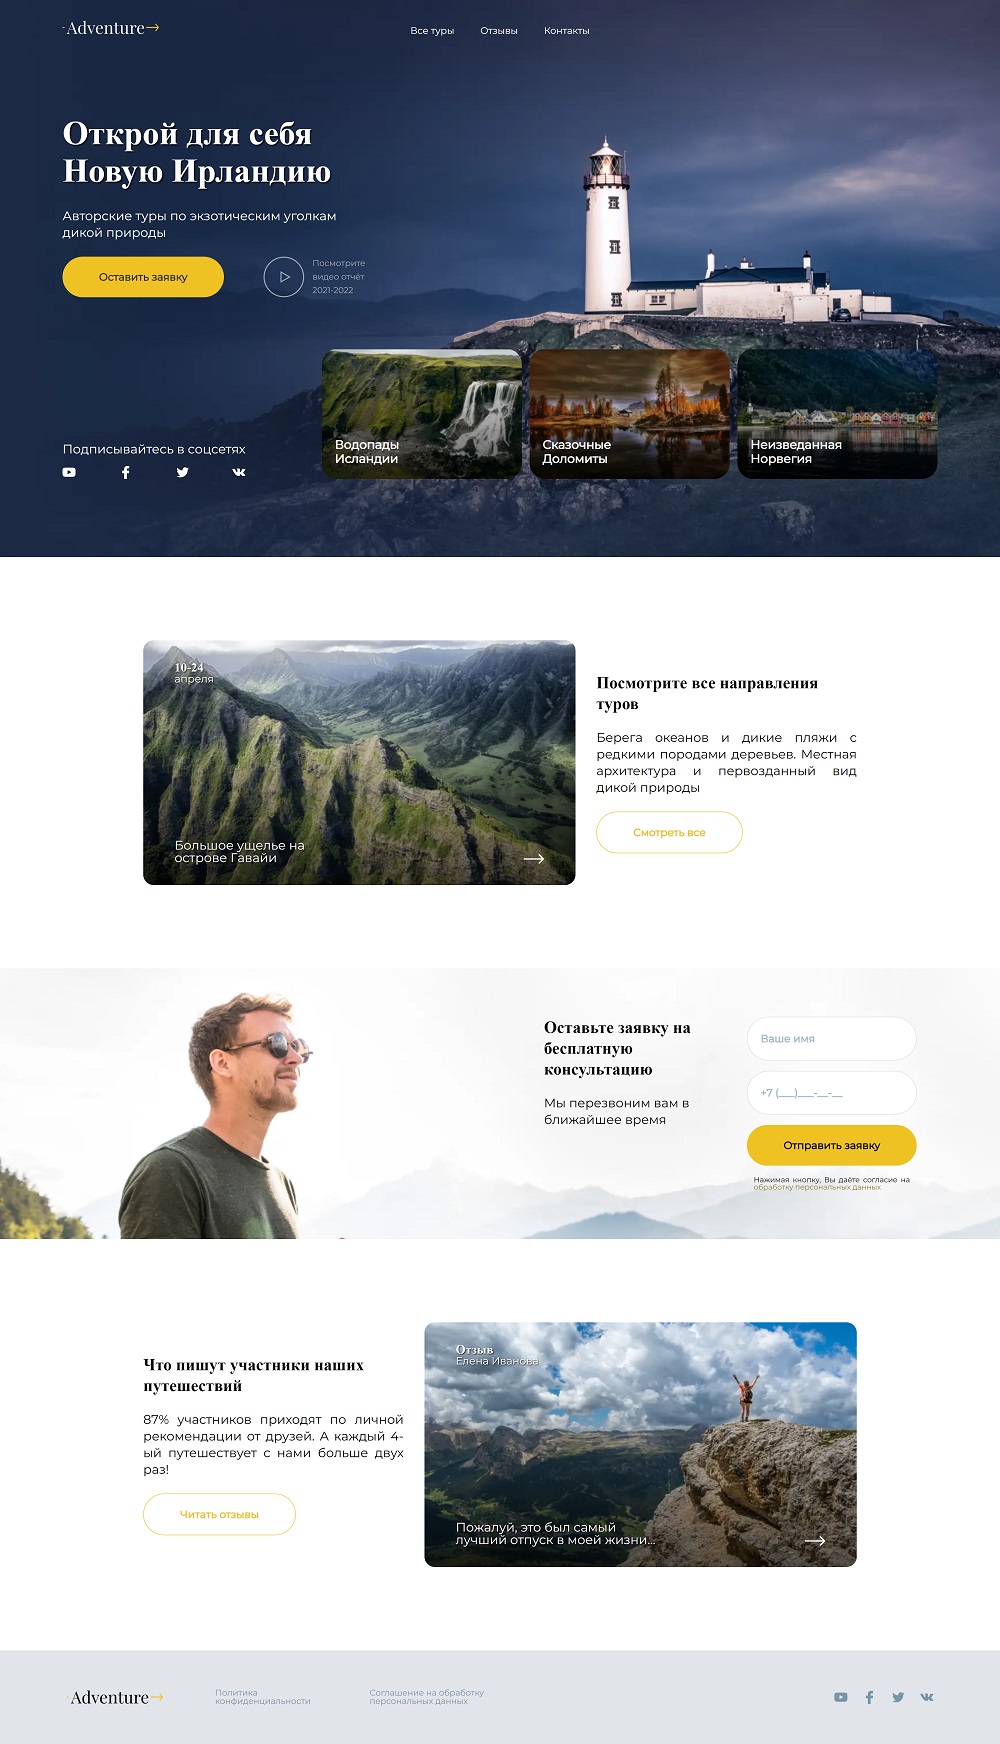 Adventure
Все туры
Отзывы
Контакты
Открой для себя
Новую Ирландию
Авторские туры по экзотическим уголкам
дикой природы
Оставить заявку
Посмотрите
видео отчёт
2021-2022
Подписывайтесь в соцсетях
Водопады
Исландии
Сказочные
Доломиты
Неизведанная
Норвегия
10-24
апреля
Большое ущелье на
острове Гавайи
Посмотрите все направления
туров
Берега океанов и дикие пляжи с
редкими породами деревьев. Местная
архитектура и первозданный вид
дикой природы
Смотреть все
Оставьте заявку на
бесплатную
консультацию
Мы перезвоним вам в
ближайшее время
Ваше имя
+7 (___)___-__-__
Отправить заявку
Нажимая кнопку, Вы даёте согласие на
обработку персональных данных
Что пишут участники наших
путешествий
87% участников приходят по личной
рекомендации от друзей. А каждый 4-
ый путешествует с нами больше двух
раз!
Читать отзывы
Отзыв
Елена Иванова
Пожалуй, это был самый
лучший отпуск в моей жизни...
Adventure
Политика
конфиденциальности
Соглашение на обработку
персональных данных